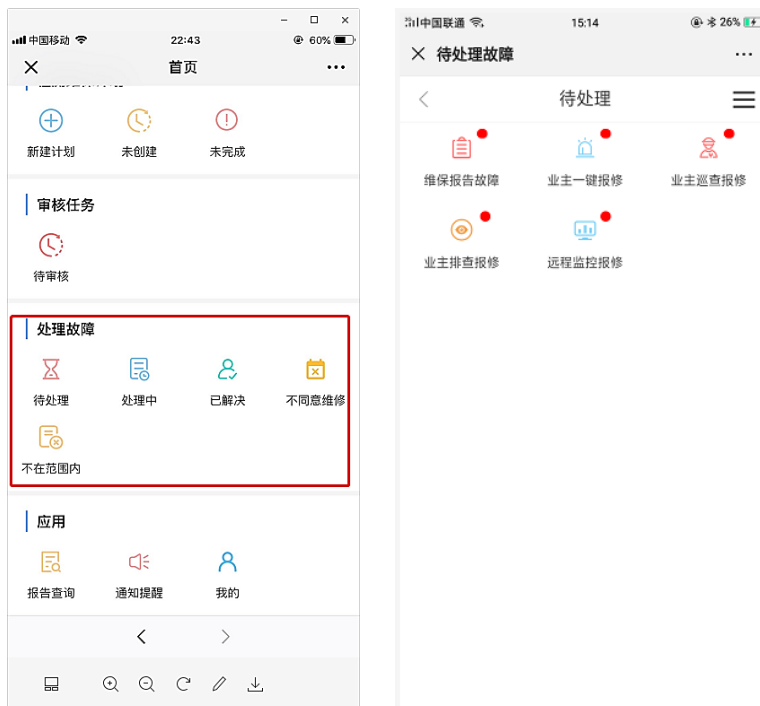 中国移动
22:43
60%
首页
新建计划
未创建
未完成
审核任务
待审核
处理故障
待处理
处理中
已解决
不同意维修
不在范围内
应用
报告查询
通知提醒
我的
中国联通
15:14
26%
待处理故障
待处理
维保报告故障
业主一键报修
业主巡查报修
业主排查报修
远程监控报修